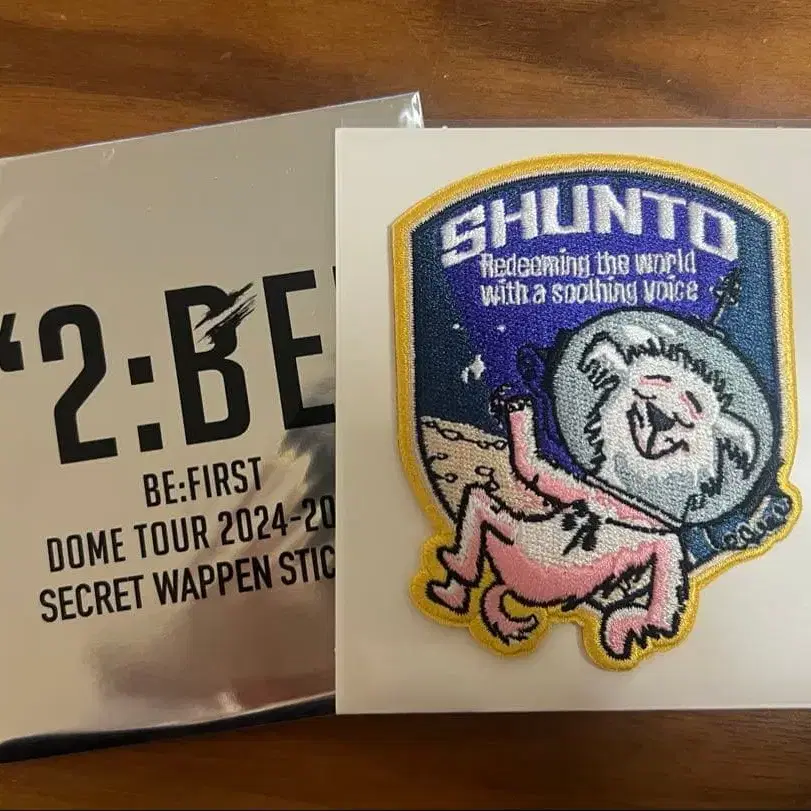 “2:BE
BE:FIRST
DOME TOUR 2024-20
SECRET WAPPEN STIC
SHUNTO
Redeeming the world
with a soothing voice